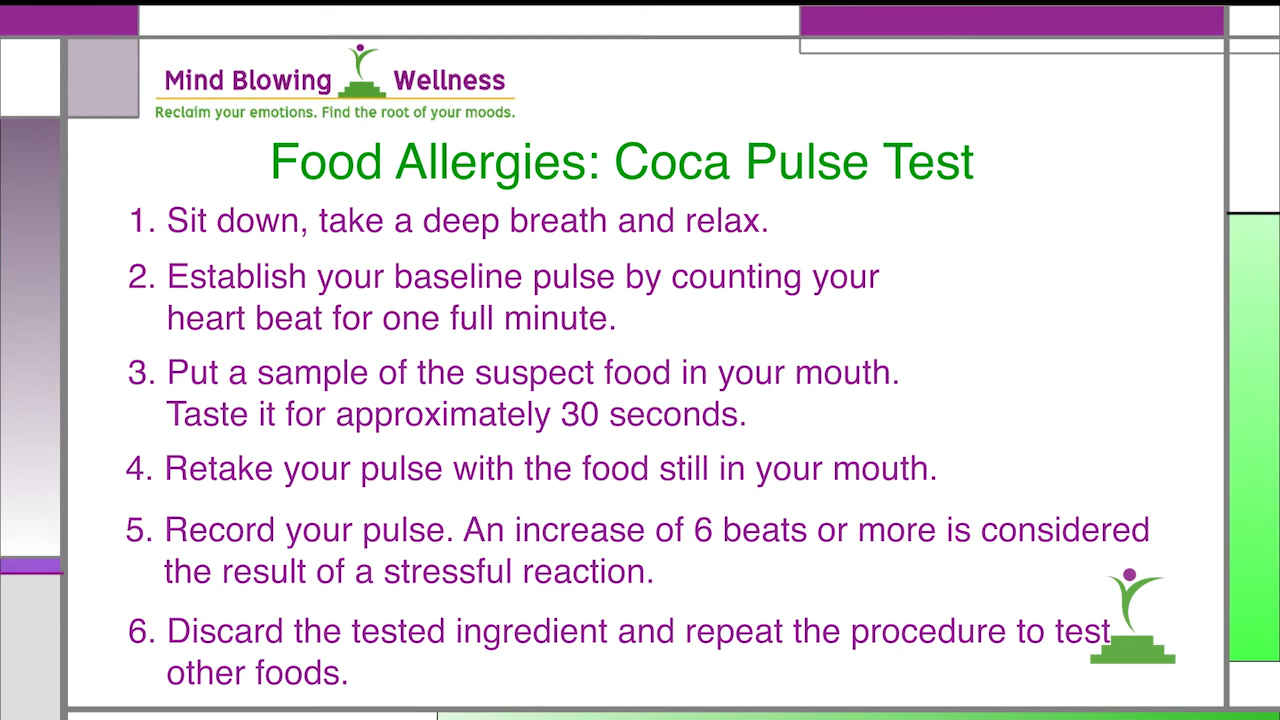 Mind Blowing Wellness
Reclaim your emotions. Find the root of your moods.
Food Allergies: Coca Pulse Test
1. Sit down, take a deep breath and relax.
2. Establish your baseline pulse by counting your
heart beat for one full minute.
3. Put a sample of the suspect food in your mouth.
Taste it for approximately 30 seconds.
4. Retake your pulse with the food still in your mouth.
5. Record your pulse. An increase of 6 beats or more is considered
the result of a stressful reaction.
6. Discard the tested ingredient and repeat the procedure to test
other foods.